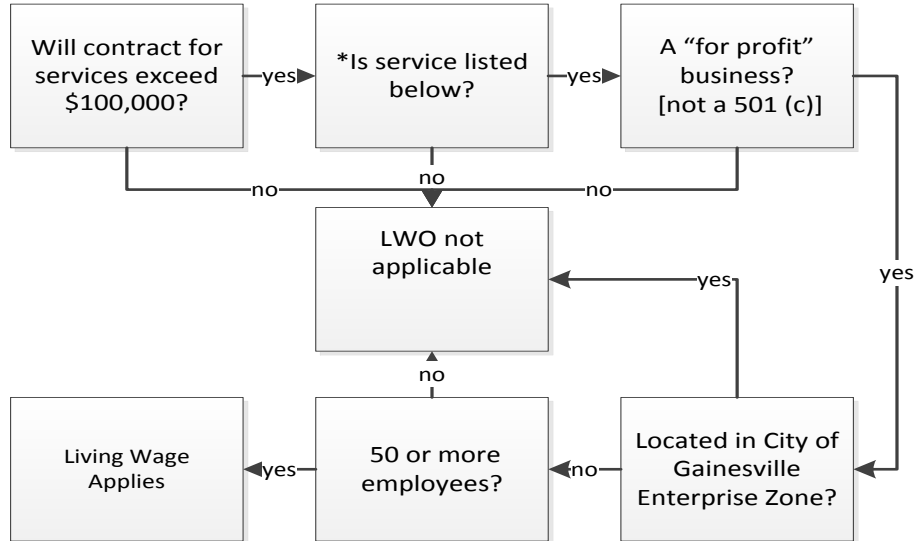 Will contract for
services exceed
$100,000?
yes
*Is service listed
below?
yes
A “for profit”
business?
[not a 501 (c)]
no
no
no
yes
LWO not
applicable
yes
no
Living Wage
Applies
yes
50 or more
employees?
no
Located in City of
Gainesville
Enterprise Zone?